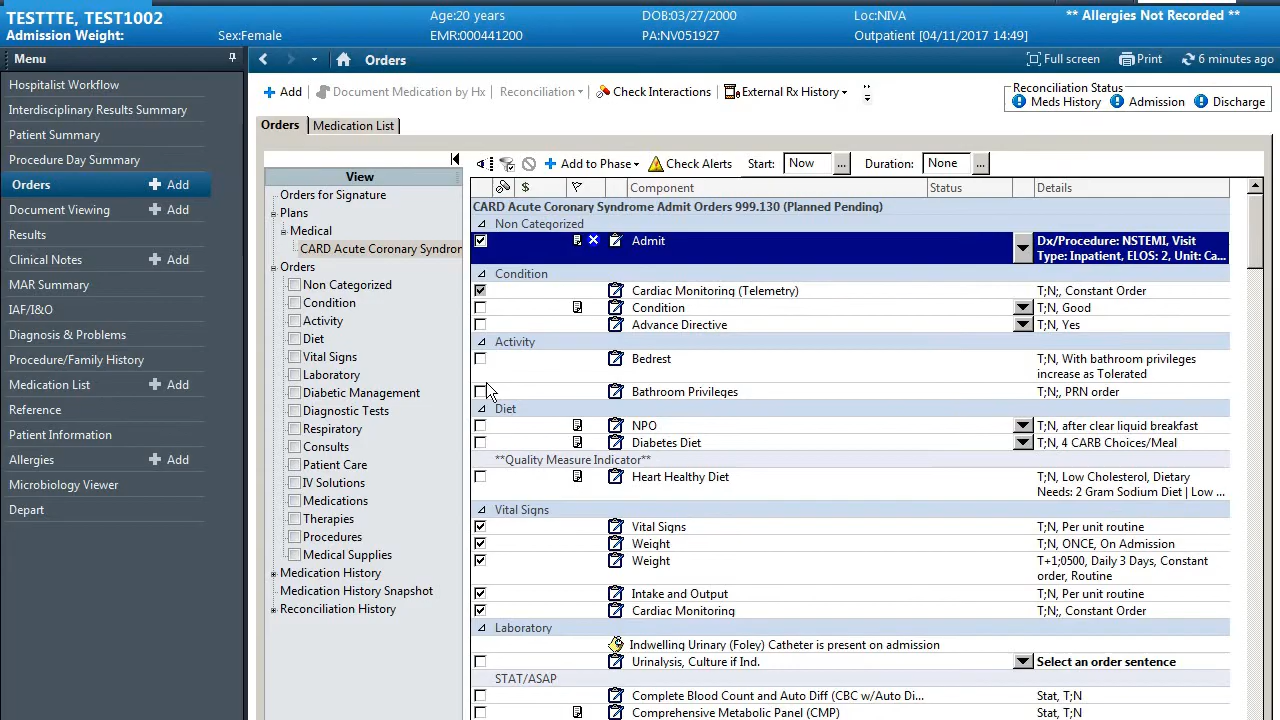 TESTTTE, TEST1002
Age:20 years
DOB:03/27/2000
Loc:NIVA
** Allergies Not Recorded **
Admission Weight:
Sex:Female
EMR:000441200
PA:NV051927
Outpatient [04/11/2017 14:49]
Menu
Orders
Full screen
Print
6 minutes ago
Hospitalist Workflow
Interdisciplinary Results Summary
Patient Summary
Procedure Day Summary
Orders
Add
Document Viewing
Add
Results
Clinical Notes
Add
MAR Summary
IAF/I&O
Diagnosis & Problems
Procedure/Family History
Medication List
Add
Reference
Patient Information
Allergies
Add
Microbiology Viewer
Depart
Add
Document Medication by Hx
Reconciliation
Check Interactions
External Rx History
Reconciliation Status
Meds History
Admission
Discharge
Orders
Medication List
View
Orders for Signature
Plans
Medical
CARD Acute Coronary Syndron
Orders
Non Categorized
Condition
Activity
Diet
Vital Signs
Laboratory
Diabetic Management
Diagnostic Tests
Respiratory
Consults
Patient Care
IV Solutions
Medications
Therapies
Procedures
Medical Supplies
Medication History
Medication History Snapshot
Reconciliation History
Add to Phase
Check Alerts
Start:
Now
...
Duration:
None
...
$
Component
Status
Details
CARD Acute Coronary Syndrome Admit Orders 999.130 (Planned Pending)
Non Categorized
Admit
Dx/Procedure: NSTEMI, Visit
Type: Inpatient, ELOS: 2, Unit: Ca...
Condition
Cardiac Monitoring (Telemetry)
T;N;, Constant Order
Condition
T;N, Good
Advance Directive
T;N, Yes
Activity
Bedrest
T;N, With bathroom privileges
increase as Tolerated
Bathroom Privileges
T;N;, PRN order
Diet
NPO
T;N, after clear liquid breakfast
Diabetes Diet
T;N, 4 CARB Choices/Meal
**Quality Measure Indicator**
Heart Healthy Diet
T;N, Low Cholesterol, Dietary
Needs: 2 Gram Sodium Diet | Low ...
Vital Signs
Vital Signs
T;N, Per unit routine
Weight
T;N, ONCE, On Admission
Weight
T+1;0500, Daily 3 Days, Constant
order, Routine
Intake and Output
T;N, Per unit routine
Cardiac Monitoring
T;N;, Constant Order
Laboratory
Indwelling Urinary (Foley) Catheter is present on admission
Urinalysis, Culture if Ind.
Select an order sentence
STAT/ASAP
Complete Blood Count and Auto Diff (CBC w/Auto Di...
Stat, T;N
Comprehensive Metabolic Panel (CMP)
Stat, T;N